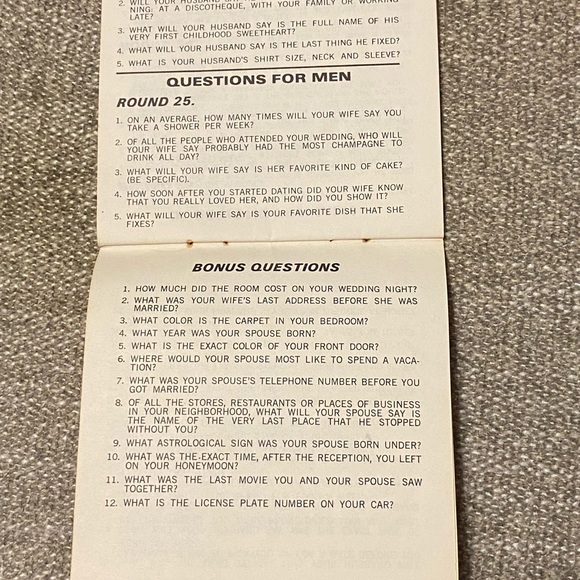 2. WILL YOUR HUSBAND
NING: AT A DISCOTHEQUE, WITH YOUR FAMILY OR WORKING
LATE?
3. WHAT WILL YOUR HUSBAND SAY IS THE FULL NAME OF HIS
VERY FIRST CHILDHOOD SWEETHEART?
4. WHAT WILL YOUR HUSBAND SAY IS THE LAST THING HE FIXED?
5. WHAT IS YOUR HUSBAND'S SHIRT SIZE, NECK AND SLEEVE?
QUESTIONS FOR MEN
ROUND 25.
1. ON AN AVERAGE, HOW MANY TIMES WILL YOUR WIFE SAY YOU
TAKE A SHOWER PER WEEK?
2. OF ALL THE PEOPLE WHO ATTENDED YOUR WEDDING, WHO WILL
YOUR WIFE SAY PROBABLY HAD THE MOST CHAMPAGNE TO
DRINK ALL DAY?
3. WHAT WILL YOUR WIFE SAY IS HER FAVORITE KIND OF CAKE?
(BE SPECIFIC).
4. HOW SOON AFTER YOU STARTED DATING DID YOUR WIFE KNOW
THAT YOU REALLY LOVED HER, AND HOW DID YOU SHOW IT?
5. WHAT WILL YOUR WIFE SAY IS YOUR FAVORITE DISH THAT SHE
FIXES?
BONUS QUESTIONS
1. HOW MUCH DID THE ROOM COST ON YOUR WEDDING NIGHT?
2. WHAT WAS YOUR WIFE'S LAST ADDRESS BEFORE SHE WAS
MARRIED?
3. WHAT COLOR IS THE CARPET IN YOUR BEDROOM?
4. WHAT YEAR WAS YOUR SPOUSE BORN?
5. WHAT IS THE EXACT COLOR OF YOUR FRONT DOOR?
6. WHERE WOULD YOUR SPOUSE MOST LIKE TO SPEND A VACA-
TION?
7. WHAT WAS YOUR SPOUSE'S TELEPHONE NUMBER BEFORE YOU
GOT MARRIED?
8. OF ALL THE STORES, RESTAURANTS OR PLACES OF BUSINESS
IN YOUR NEIGHBORHOOD, WHAT WILL YOUR SPOUSE SAY IS
THE NAME OF THE VERY LAST PLACE THAT HE STOPPED
WITHOUT YOU?
9. WHAT ASTROLOGICAL SIGN WAS YOUR SPOUSE BORN UNDER?
10. WHAT WAS THE EXACT TIME, AFTER THE RECEPTION, YOU LEFT
ON YOUR HONEYMOON?
11. WHAT WAS THE LAST MOVIE YOU AND YOUR SPOUSE SAW
TOGETHER?
12. WHAT IS THE LICENSE PLATE NUMBER ON YOUR CAR?